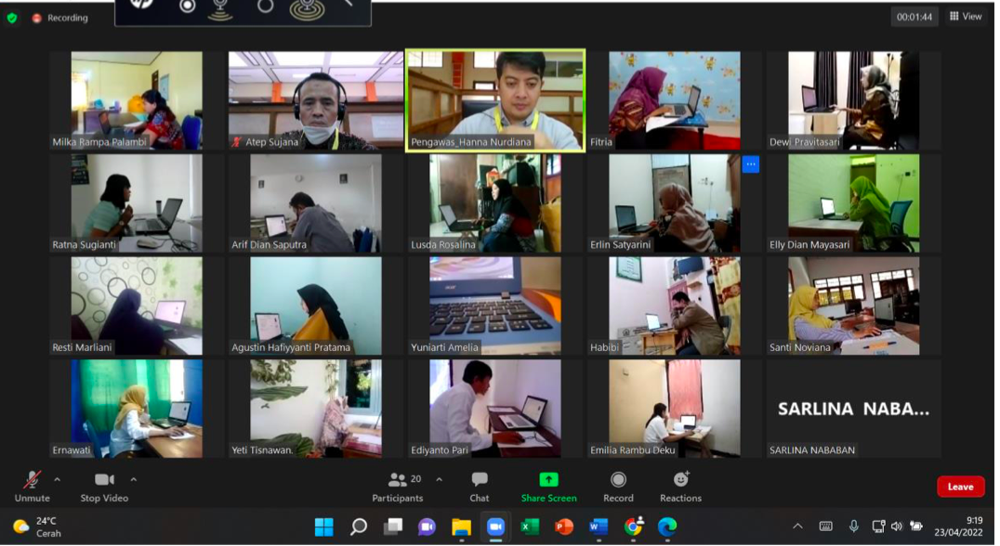 Recording
00:01:44
View
Milka Rampa Palambi
Atep Sujana
Pengawas_Hanna Nurdiana
Fitria
Dewi Pravitasari
Ratna Sugianti
Arif Dian Saputra
Lusda Rosalina
Erlin Satyarini
Elly Dian Mayasari
Resti Marliani
Agustin Hafiyyanti Pratama
Yuniarti Amelia
Habibi
Santi Noviana
Ernawati
Yeti Tisnawan.
Ediyanto Pari
Emilia Rambu Deku
SARLINA NABA...
SARLINA NABABAN
Unmute
Stop Video
20
Participants
Chat
Share Screen
Record
Reactions
Leave
24°C
Cerah
9:19
23/04/2022